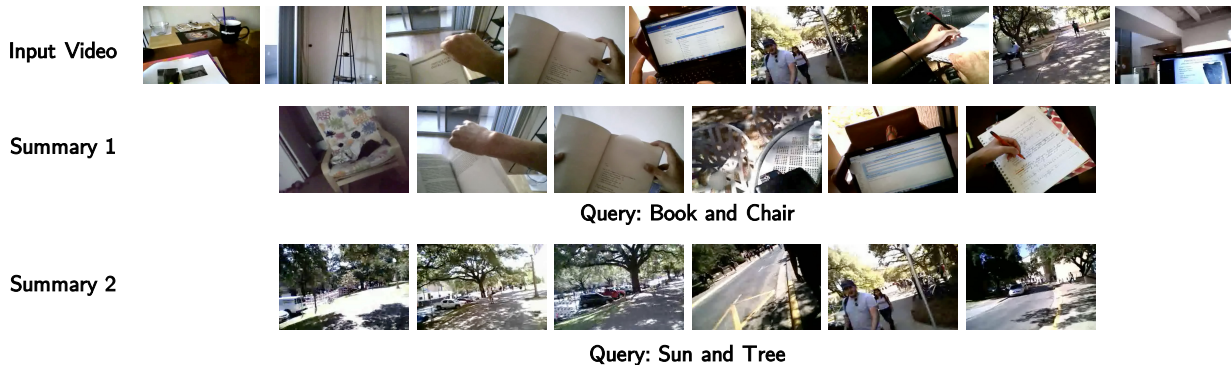 Input Video
Summary 1
Query: Book and Chair
Summary 2
Query: Sun and Tree